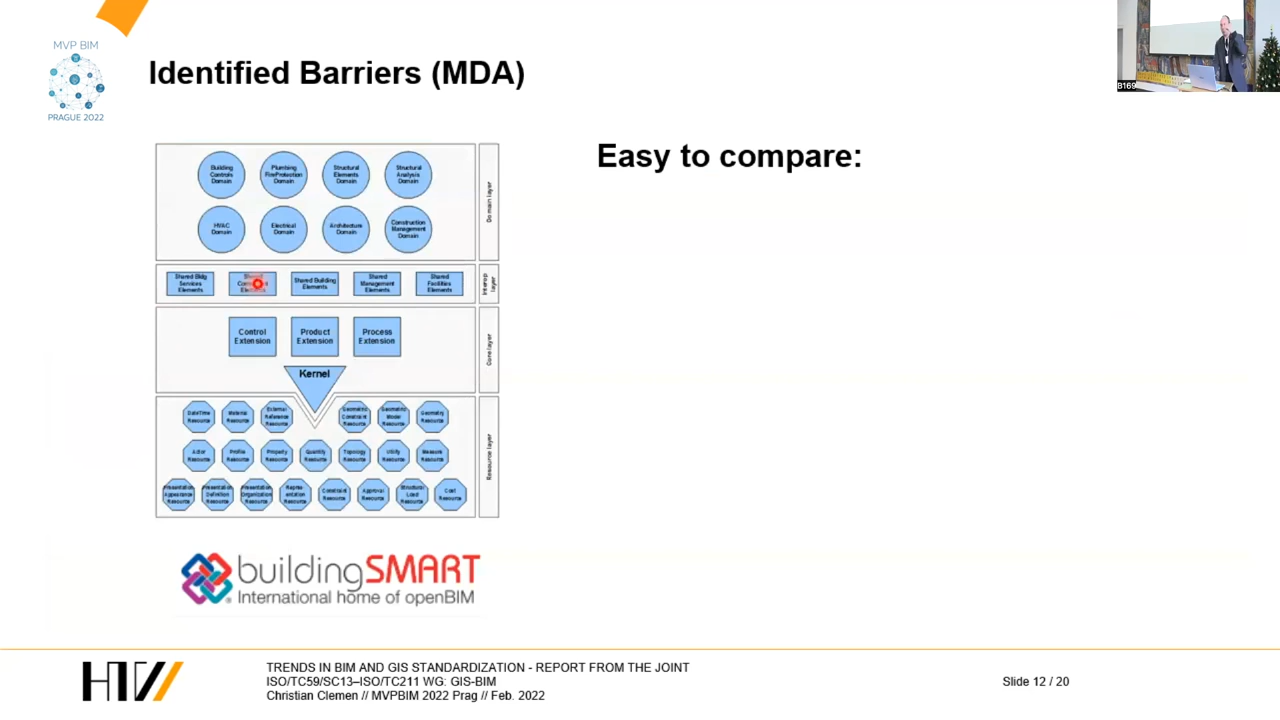 MVP BIM
PRAGUE 2022
Identified Barriers (MDA)
B169
Easy to compare:
Building
Controls
Domain
Plumbing
FireProtection
Domain
Structural
Elements
Domain
Structural
Analysis
Domain
HVAC
Domain
Electrical
Domain
Architecture
Domain
Construction
Management
Domain
Domain layer
Shared Bldg
Services
Elements
Shared
Shared Building
Elements
Shared
Management
Elements
Shared
Facilities
Elements
Interop
layer
Control
Extension
Product
Extension
Process
Extension
Kernel
Core layer
DateTime
Resource
Material
Resource
External
Reference
Resource
Geometric
Constraint
Resource
Geometric
Model
Resource
Geometry
Resource
Actor
Resource
Profile
Resource
Property
Resource
Quantity
Resource
Topology
Resource
Utility
Resource
Measure
Resource
Presentation
Appearance
Resource
Presentation
Definition
Resource
Presentation
Organization
Resource
Repre-
sentation
Resource
Constraint
Resource
Approval
Resource
Structural
Load
Resource
Cost
Resource
Resource layer
buildingSMART
International home of openBIM
HTW
TRENDS IN BIM AND GIS STANDARDIZATION - REPORT FROM THE JOINT
ISO/TC59/SC13–ISO/TC211 WG: GIS-BIM
Christian Clemen // MVPBIM 2022 Prag // Feb. 2022
Slide 12 / 20